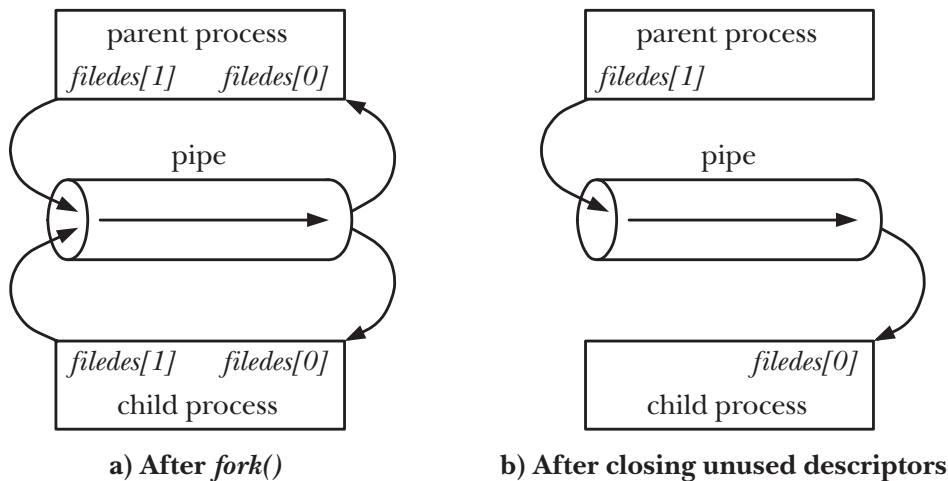 parent process
filedes[1] filedes[0]
pipe
filedes[1] filedes[0]
child process
a) After fork()
parent process
filedes[1]
pipe
filedes[0]
child process
b) After closing unused descriptors